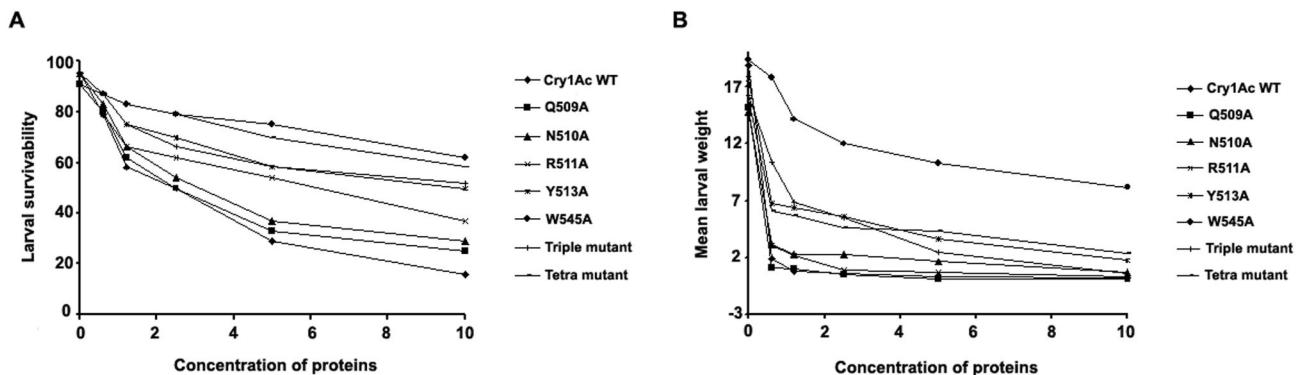 A
Larval survivability
100
80
60
40
20
0
0 2 4 6 8 10
Concentration of proteins
Cry1Ac WT
Q509A
N510A
R511A
Y513A
W545A
Triple mutant
Tetra mutant
B
Mean larval weight
17
12
7
2
-3
0 2 4 6 8 10
Concentration of proteins
Cry1Ac WT
Q509A
N510A
R511A
Y513A
W545A
Triple mutant
Tetra mutant